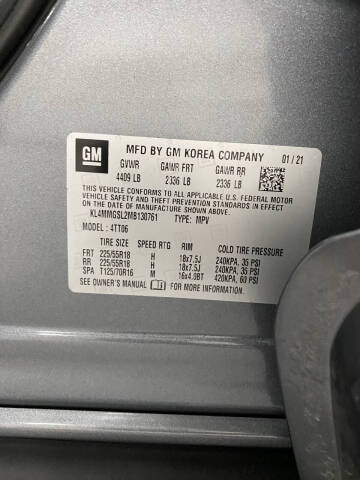 GM MFD BY GM KOREA COMPANY 01/21
GVWR GAWR FRT GAWR RR
4409 LB 2336 LB 2336 LB
THIS VEHICLE CONFORMS TO ALL APPLICABLE U.S. FEDERAL MOTOR
VEHICLE SAFETY, BUMPER, AND THEFT PREVENTION STANDARDS
IN EFFECT ON THE DATE OF MANUFACTURE SHOWN ABOVE.
KL4MMGSL2MB130761 TYPE: MPV
MODEL: 4TT06
TIRE SIZE SPEED RTG RIM COLD TIRE PRESSURE
FRT 225/55R18 H 18x7.5J 240KPA, 35 PSI
RR 225/55R18 H 18x7.5J 240KPA, 35 PSI
SPA T125/70R16 M 16x4.0BT 420KPA, 60 PSI
SEE OWNER'S MANUAL FOR ADDITIONAL INFORMATION